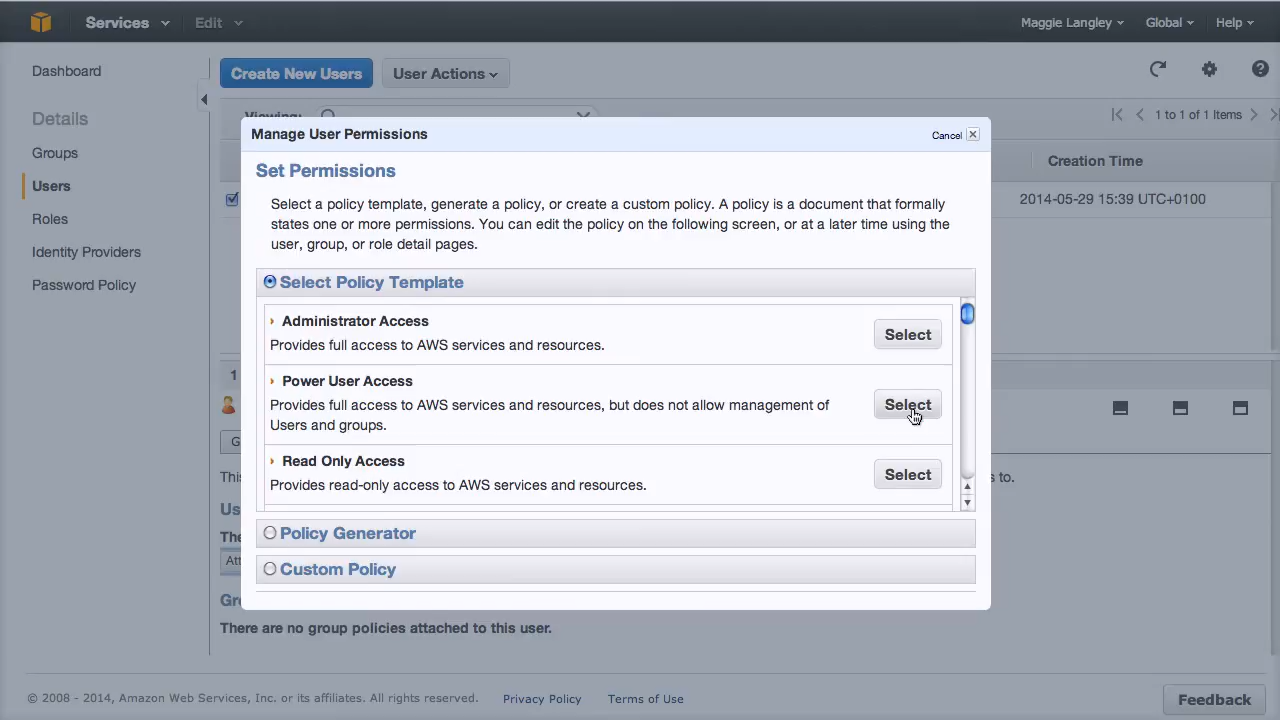 Services Edit Maggie Langley Global Help
Dashboard
Create New Users User Actions
Details
Viewing: 1 to 1 of 1 Items
Groups
Users
Roles
Identity Providers
Password Policy
Creation Time
2014-05-29 15:39 UTC+0100
Manage User Permissions Cancel
Set Permissions
Select a policy template, generate a policy, or create a custom policy. A policy is a document that formally
states one or more permissions. You can edit the policy on the following screen, or at a later time using the
user, group, or role detail pages.
Select Policy Template
Administrator Access
Provides full access to AWS services and resources.
Select
Power User Access
Provides full access to AWS services and resources, but does not allow management of
Users and groups.
Select
Read Only Access
Provides read-only access to AWS services and resources.
Select
Policy Generator
Custom Policy
1
G
This s to.
Us
The
Att
Gr
There are no group policies attached to this user.
© 2008 - 2014, Amazon Web Services, Inc. or its affiliates. All rights reserved. Privacy Policy Terms of Use
Feedback